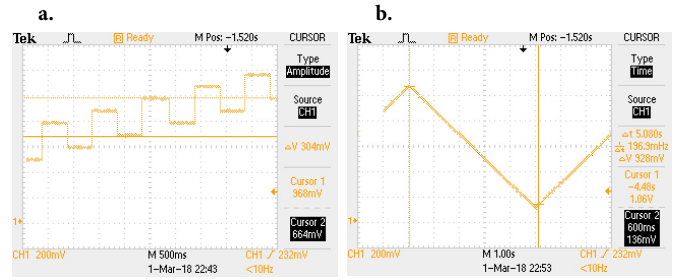 a.
Tek
R Ready
M Pos: -1.520s
CURSOR
Type
Amplitude
Source
CH1
ΔV 304mV
Cursor 1
968mV
Cursor 2
664mV
1
CH1 200mV
M 500ms
CH1 / 232mV
1-Mar-18 22:43
<10Hz
b.
Tek
R Ready
M Pos: -1.520s
CURSOR
Type
Time
Source
CH1
Δt 5.080s
1/Δt 196.9mHz
ΔV 928mV
Cursor 1
-4.48s
1.06V
Cursor 2
600ms
136mV
1
CH1 200mV
M 1.00s
CH1 / 232mV
1-Mar-18 22:53
<10Hz